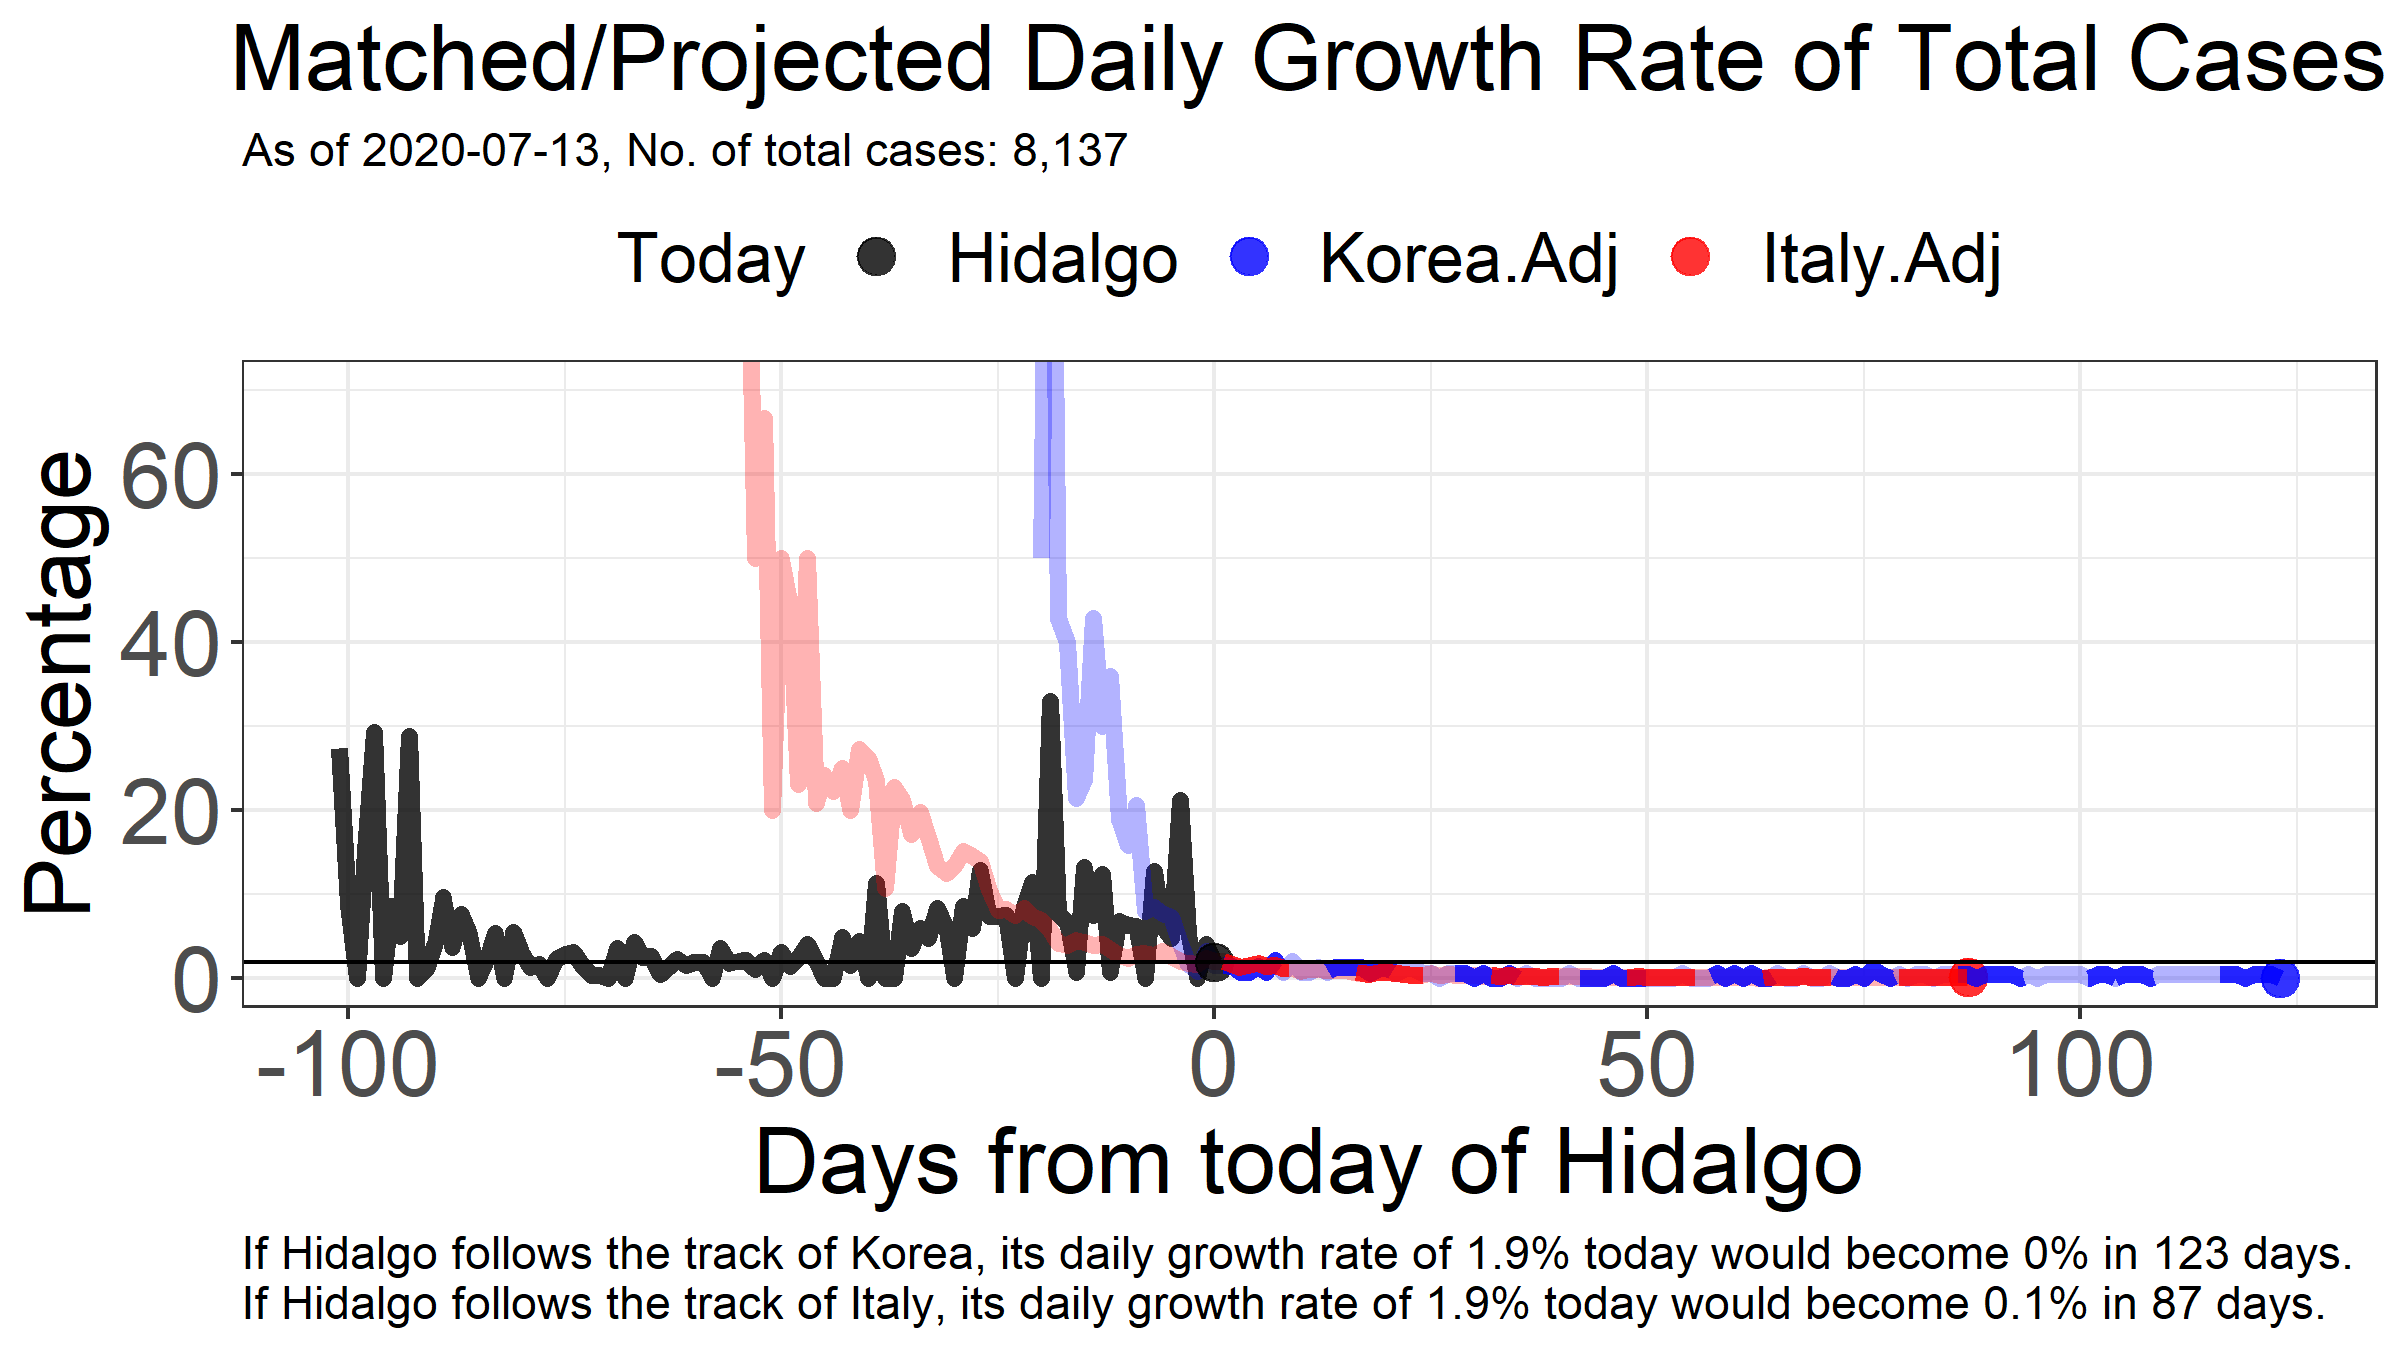 Matched/Projected Daily Growth Rate of Total Cases
As of 2020-07-13, No. of total cases: 8,137
Today Hidalgo Korea.Adj Italy.Adj
Percentage
60
40
20
0
-100 -50 0 50 100
Days from today of Hidalgo
If Hidalgo follows the track of Korea, its daily growth rate of 1.9% today would become 0% in 123 days.
If Hidalgo follows the track of Italy, its daily growth rate of 1.9% today would become 0.1% in 87 days.